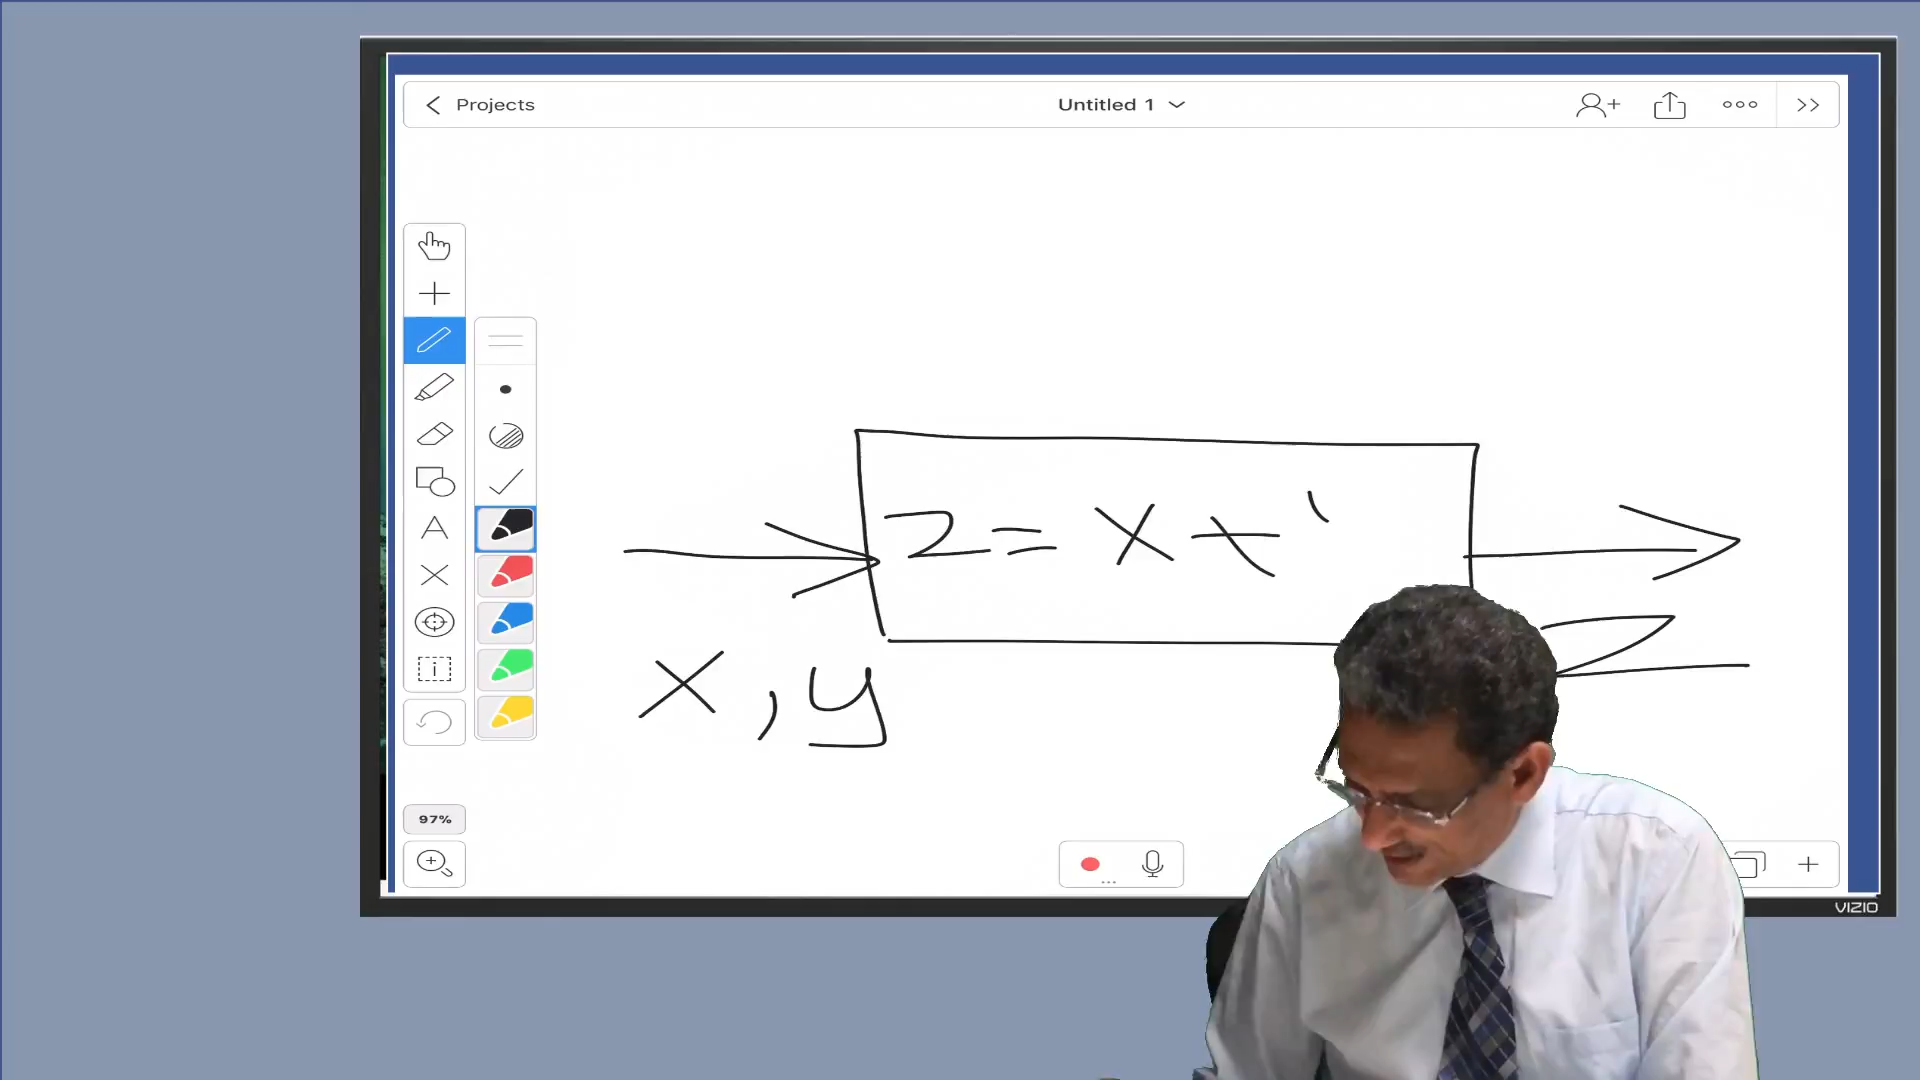 Projects
Untitled 1
A
i
z = x +
x, y
z
97%
VIZIO